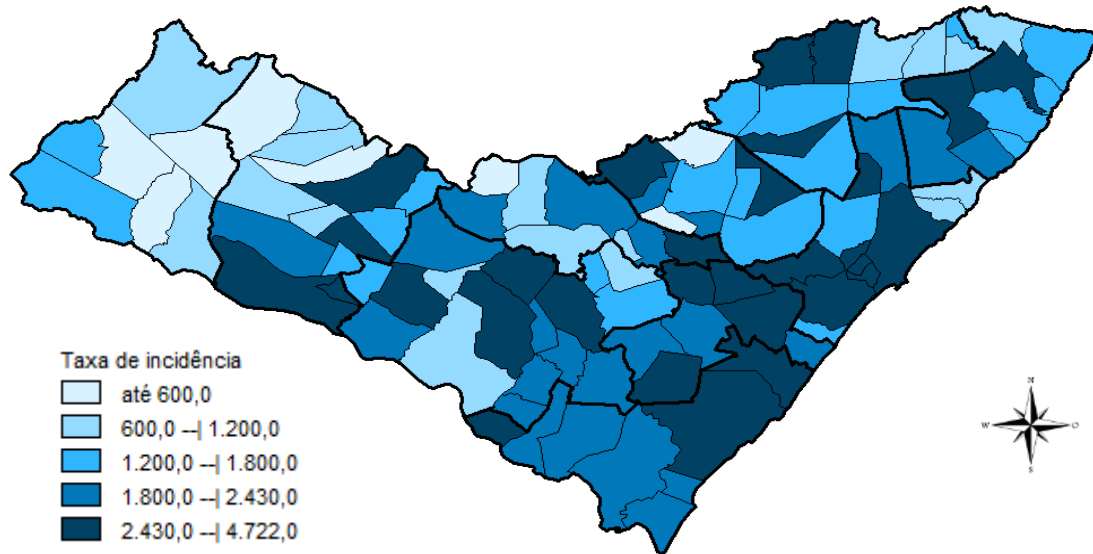 Taxa de incidência
até 600,0
600,0 --| 1.200,0
1.200,0 --| 1.800,0
1.800,0 --| 2.430,0
2.430,0 --| 4.722,0
N
W
O
S